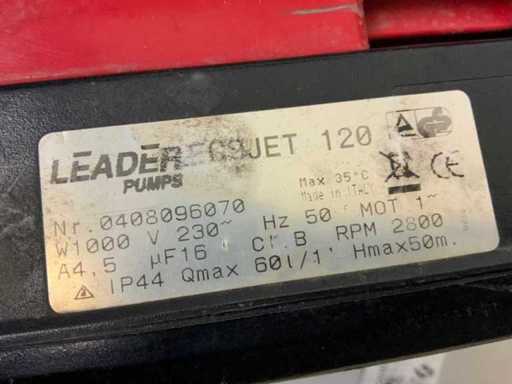 LEADER ECOJET 120
PUMPS
Max 35°C
Made in ITALY
Nr. 0408096070
W1000 V 230~ Hz 50 MOT 1~
A4,5 µF16 Cl.B RPM 2800
IP44 Qmax 60l/1' Hmax50m.